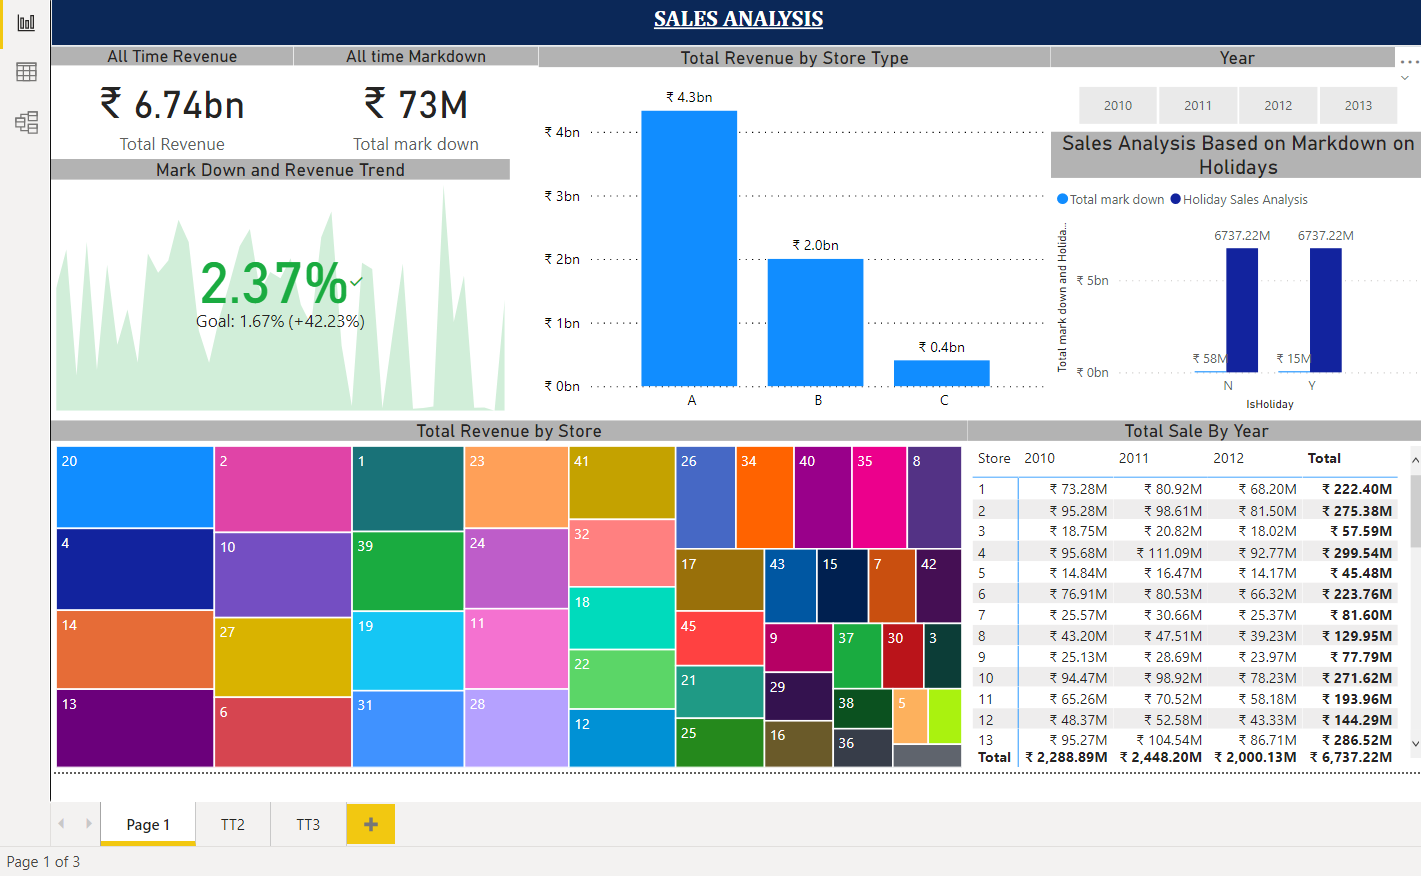 SALES ANALYSIS
All Time Revenue
All time Markdown
₹ 6.74bn
Total Revenue
₹ 73M
Total mark down
Mark Down and Revenue Trend
2.37%
Goal: 1.67% (+42.23%)
Total Revenue by Store Type
₹ 4bn
₹ 3bn
₹ 2bn
₹ 1bn
₹ 0bn
₹ 4.3bn
₹ 2.0bn
₹ 0.4bn
A B C
Year
2010 2011 2012 2013
Sales Analysis Based on Markdown on
Holidays
Total mark down Holiday Sales Analysis
Total mark down and Holida...
₹ 5bn
₹ 0bn
6737.22M 6737.22M
₹ 58M ₹ 15M
N Y
IsHoliday
Total Revenue by Store
20 2 1 23 41 26 34 40 35 8
4 10 39 24 32 17 43 15 7 42
14 27 19 11 18 45 9 37 30 3
13 6 31 28 22 21 29 38 5
12 25 16 36
Total Sale By Year
Store 2010 2011 2012 Total
1 ₹ 73.28M ₹ 80.92M ₹ 68.20M ₹ 222.40M
2 ₹ 95.28M ₹ 98.61M ₹ 81.50M ₹ 275.38M
3 ₹ 18.75M ₹ 20.82M ₹ 18.02M ₹ 57.59M
4 ₹ 95.68M ₹ 111.09M ₹ 92.77M ₹ 299.54M
5 ₹ 14.84M ₹ 16.47M ₹ 14.17M ₹ 45.48M
6 ₹ 76.91M ₹ 80.53M ₹ 66.32M ₹ 223.76M
7 ₹ 25.57M ₹ 30.66M ₹ 25.37M ₹ 81.60M
8 ₹ 43.20M ₹ 47.51M ₹ 39.23M ₹ 129.95M
9 ₹ 25.13M ₹ 28.69M ₹ 23.97M ₹ 77.79M
10 ₹ 94.47M ₹ 98.92M ₹ 78.23M ₹ 271.62M
11 ₹ 65.26M ₹ 70.52M ₹ 58.18M ₹ 193.96M
12 ₹ 48.37M ₹ 52.58M ₹ 43.33M ₹ 144.29M
13 ₹ 95.27M ₹ 104.54M ₹ 86.71M ₹ 286.52M
Total ₹ 2,288.89M ₹ 2,448.20M ₹ 2,000.13M ₹ 6,737.22M
Page 1 TT2 TT3
Page 1 of 3